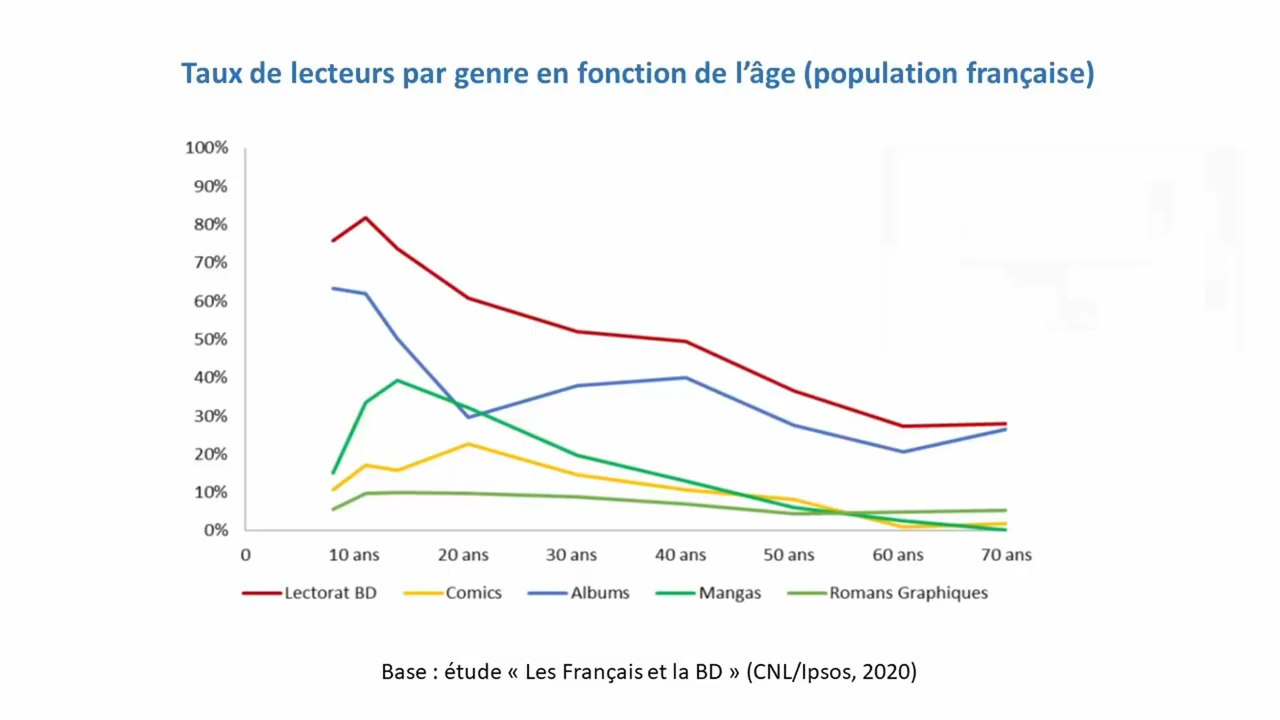 Taux de lecteurs par genre en fonction de l'âge (population française)
100%
90%
80%
70%
60%
50%
40%
30%
20%
10%
0%
0 10 ans 20 ans 30 ans 40 ans 50 ans 60 ans 70 ans
Lectorat BD Comics Albums Mangas Romans Graphiques
Base : étude « Les Français et la BD » (CNL/Ipsos, 2020)